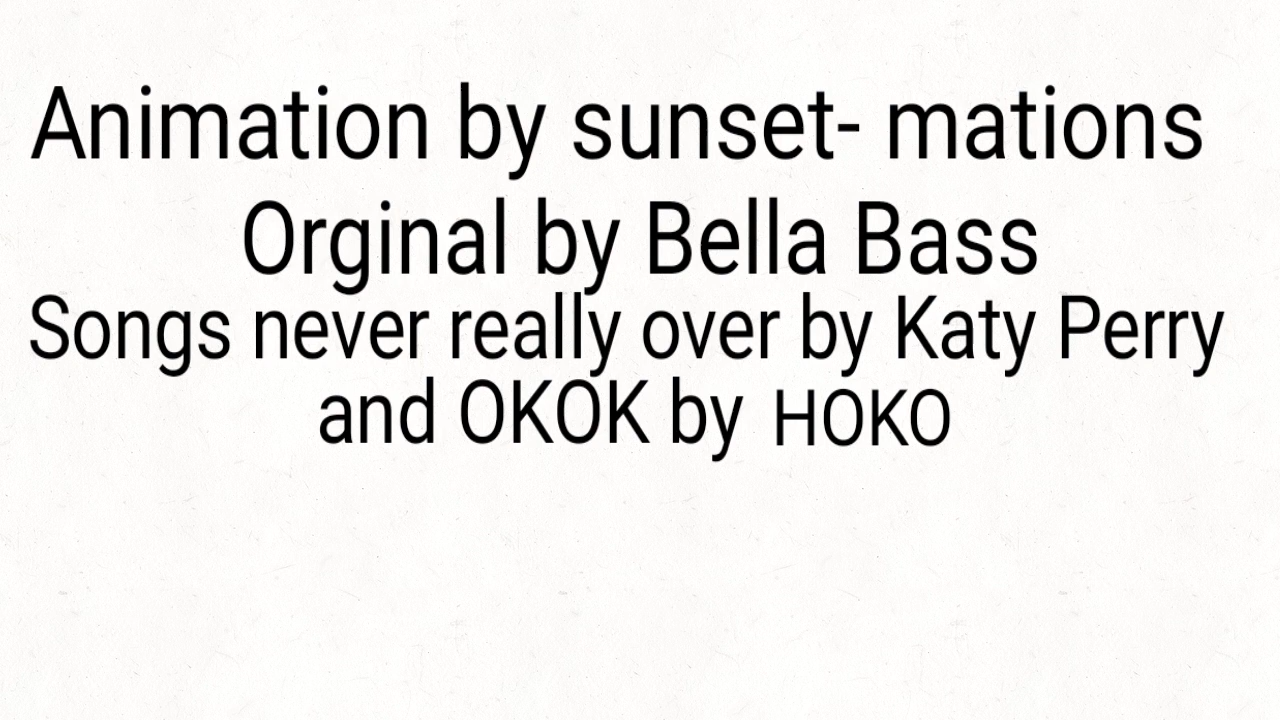 Animation by sunset- mations
Orginal by Bella Bass
Songs never really over by Katy Perry
and OKOK by HOKO